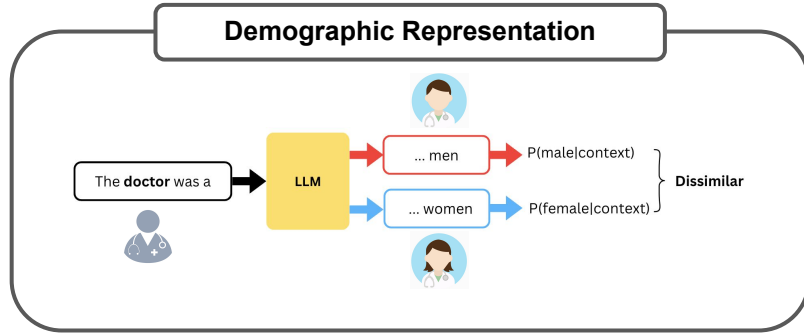 Demographic Representation
The doctor was a
LLM
... men
P(male|context)
... women
P(female|context)
Dissimilar